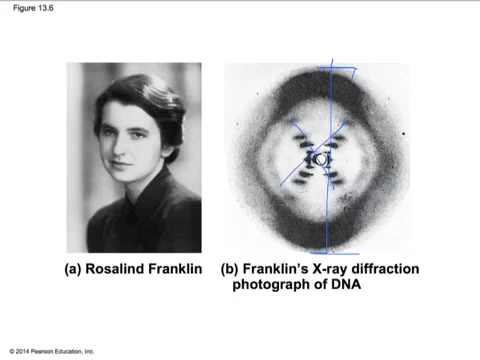 Figure 13.6
(a) Rosalind Franklin
(b) Franklin's X-ray diffraction
photograph of DNA
© 2014 Pearson Education, Inc.